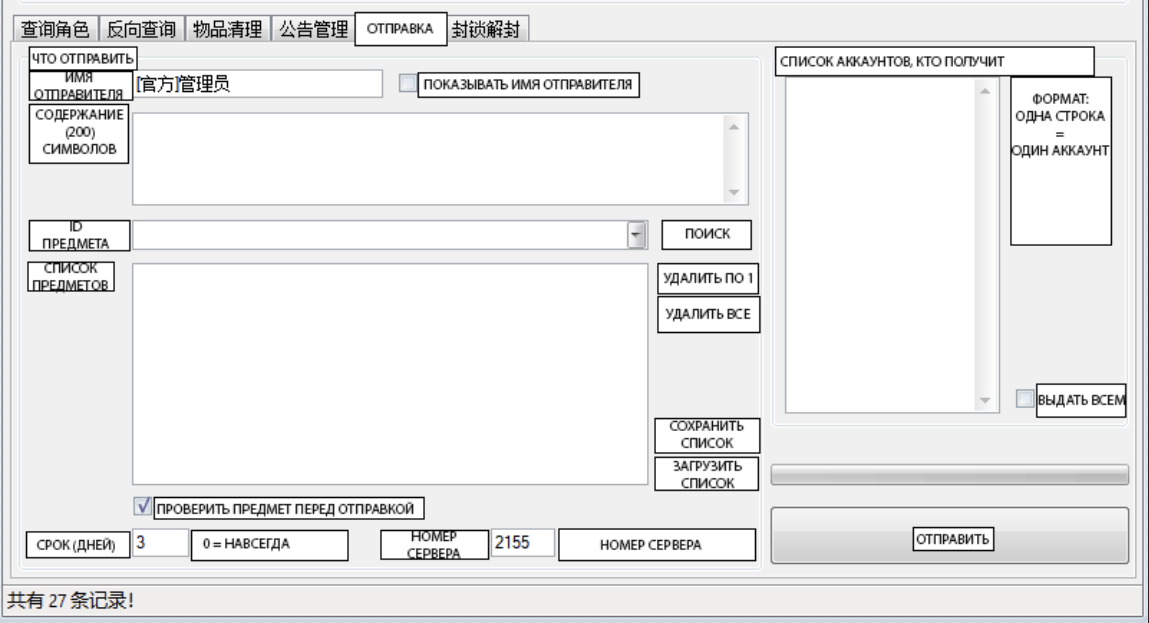 查询角色 反向查询 物品清理 公告管理 ОТПРАВКА 封锁解封
ЧТО ОТПРАВИТЬ
ИМЯ
ОТПРАВИТЕЛЯ
[官方]管理员
ПОКАЗЫВАТЬ ИМЯ ОТПРАВИТЕЛЯ
СОДЕРЖАНИЕ
(200)
СИМВОЛОВ
ID
ПРЕДМЕТА
ПОИСК
СПИСОК
ПРЕДМЕТОВ
УДАЛИТЬ ПО 1
УДАЛИТЬ ВСЕ
СОХРАНИТЬ
СПИСОК
ЗАГРУЗИТЬ
СПИСОК
ПРОВЕРИТЬ ПРЕДМЕТ ПЕРЕД ОТПРАВКОЙ
СРОК (ДНЕЙ)
3
0 = НАВСЕГДА
НОМЕР
СЕРВЕРА
2155
НОМЕР СЕРВЕРА
СПИСОК АККАУНТОВ, КТО ПОЛУЧИТ
ФОРМАТ:
ОДНА СТРОКА
=
ОДИН АККАУНТ
ВЫДАТЬ ВСЕМ
ОТПРАВИТЬ
共有 27 条记录!